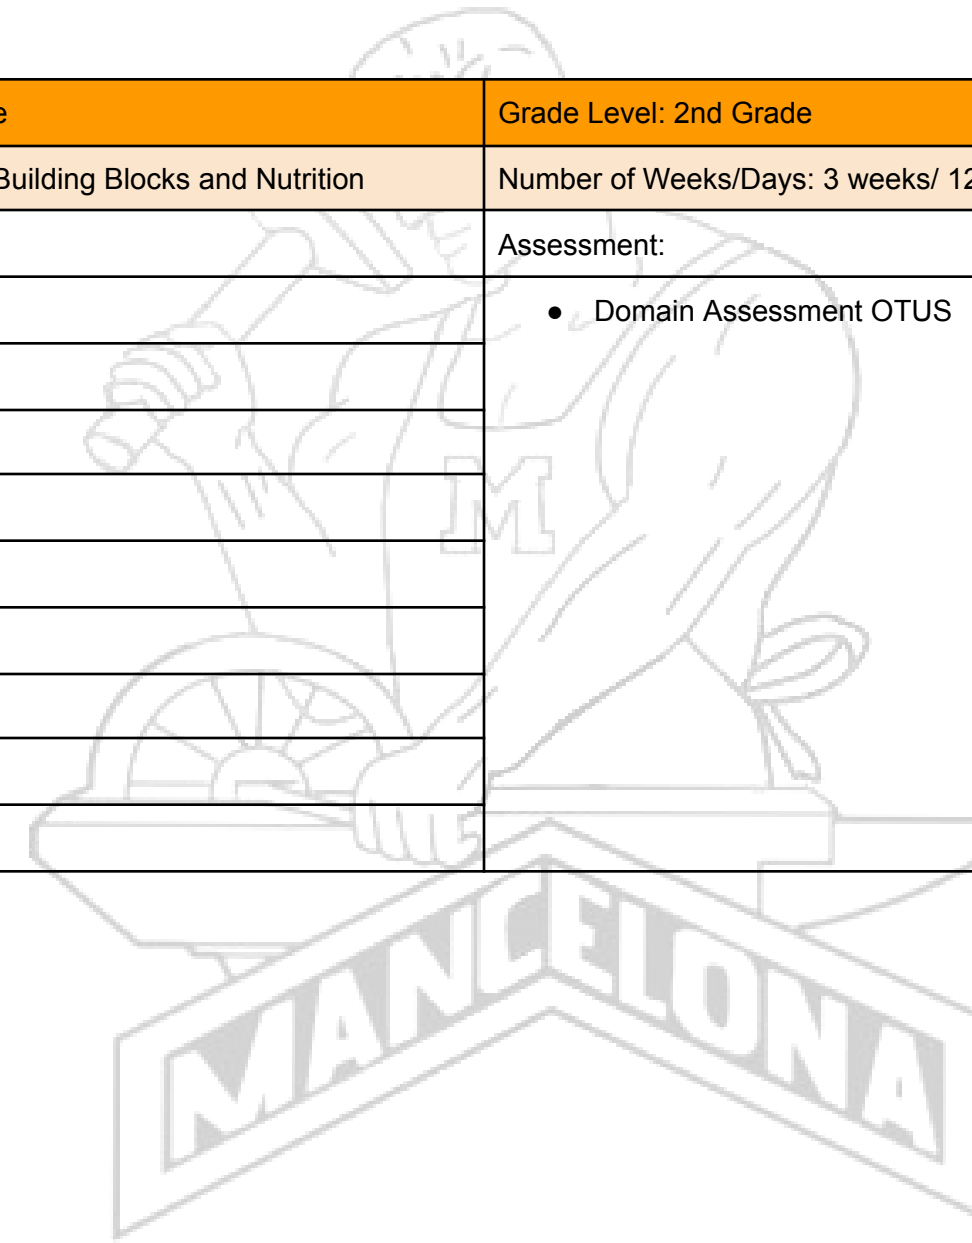 e
Grade Level: 2nd Grade
Building Blocks and Nutrition
Number of Weeks/Days: 3 weeks/ 12
Assessment:
● Domain Assessment OTUS
M
MANCELONA